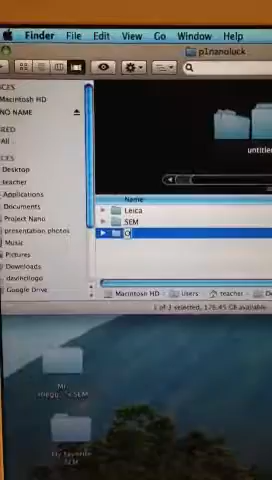 Finder File Edit View Go Window Help
p1nanoluck
Macintosh HD
NO NAME
All
Desktop
teacher
Applications
Documents
Project Nano
presentation photos
Music
Pictures
Downloads
davincilogo
Google Drive
untitle
Name
Leica
SEM
Macintosh HD Users teacher
1 of 3 selected, 176.45 GB available
SEM
My favorite
SEM